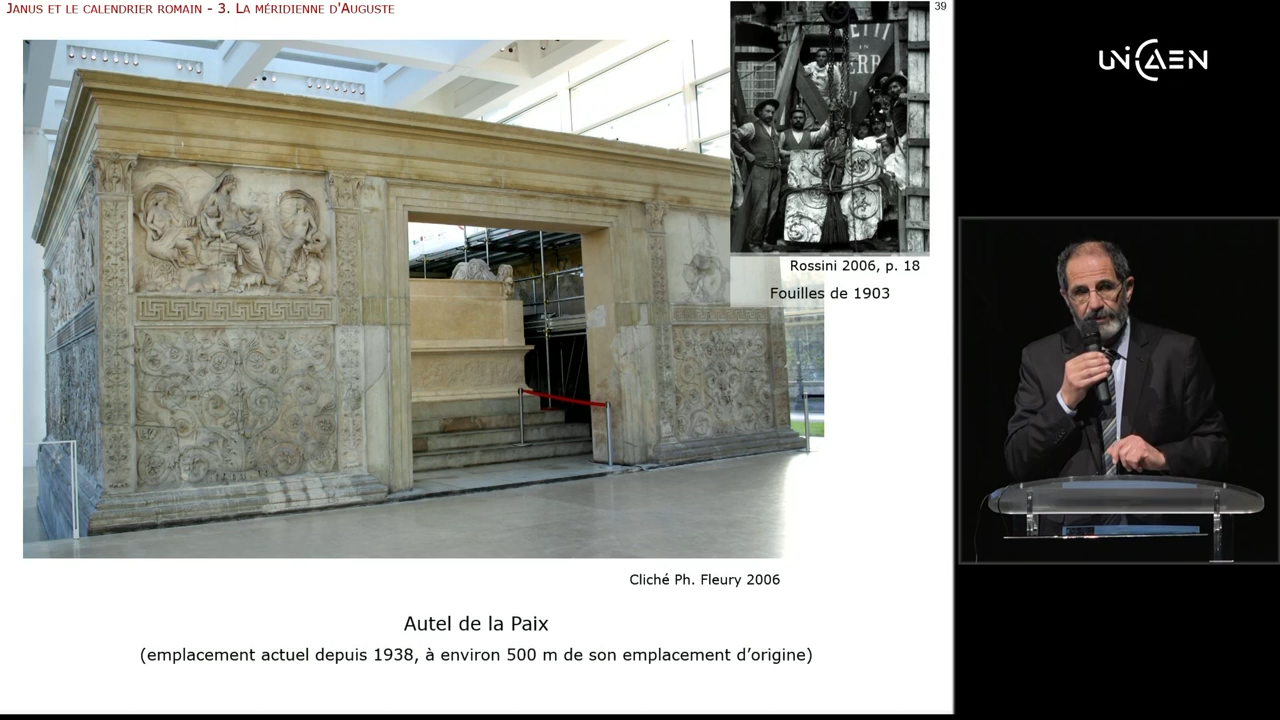 JANUS ET LE CALENDRIER ROMAIN - 3. LA MÉRIDIENNE D'AUGUSTE
39
UNICAEN
IN
Rossini 2006, p. 18
Fouilles de 1903
Cliché Ph. Fleury 2006
Autel de la Paix
(emplacement actuel depuis 1938, à environ 500 m de son emplacement d’origine)